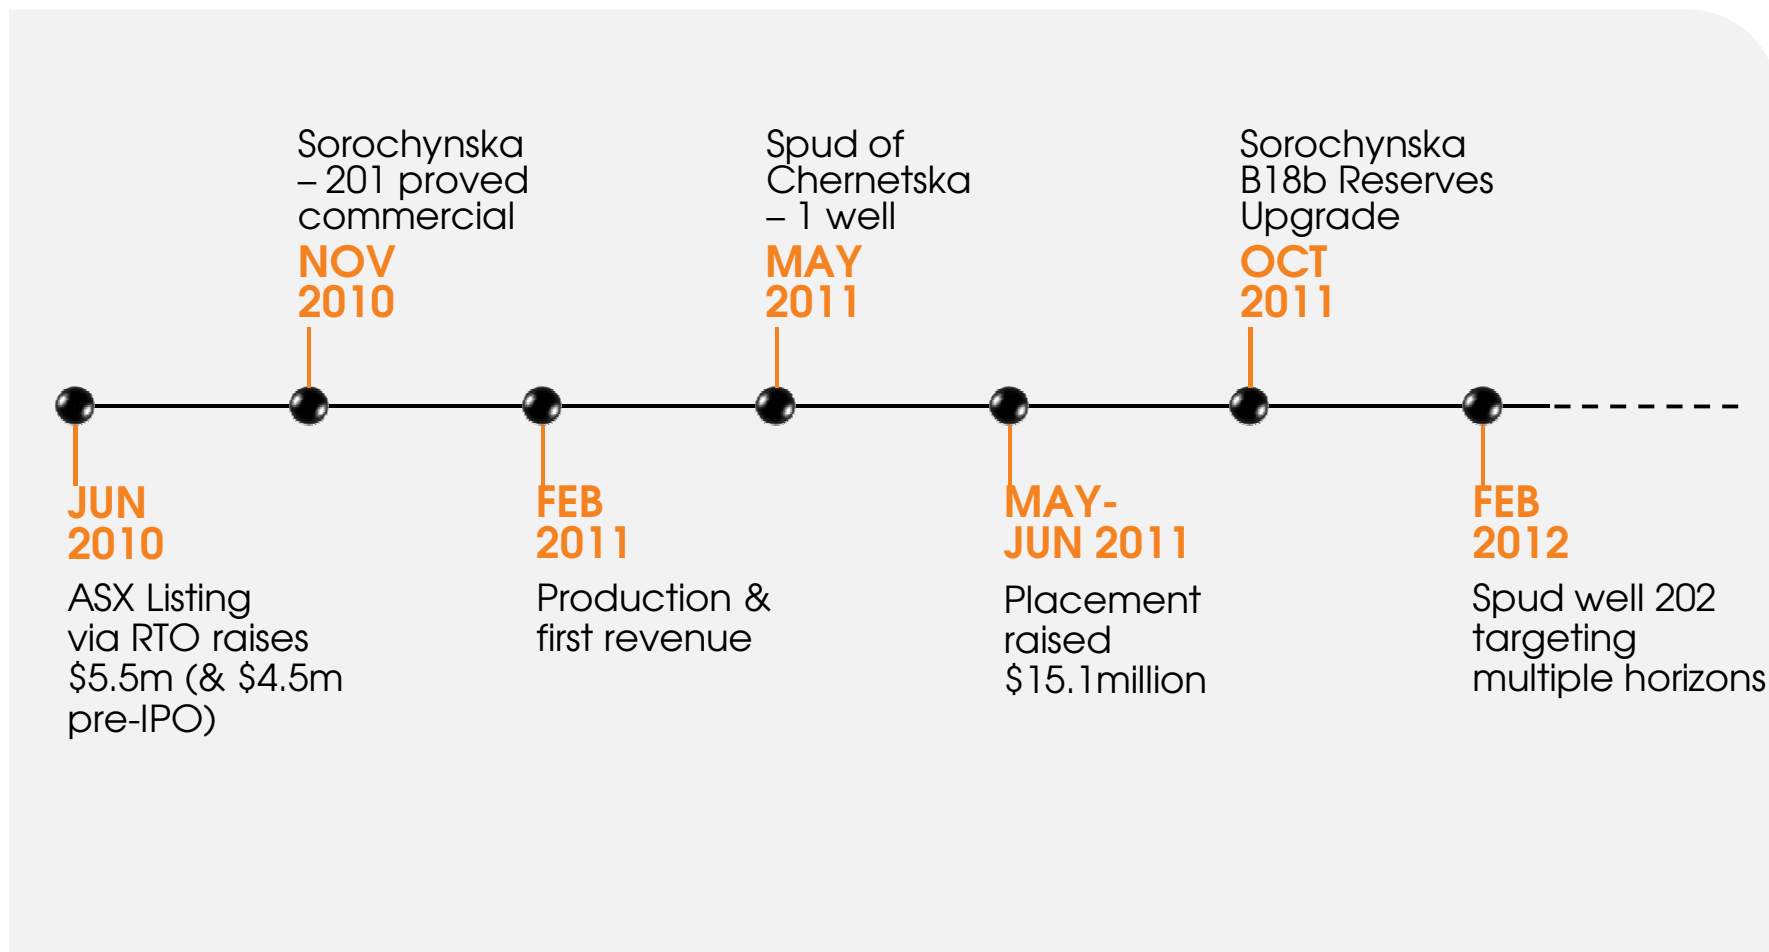 Sorochynska
– 201 proved
commercial
NOV
2010
Spud of
Chernetska
– 1 well
MAY
2011
Sorochynska
B18b Reserves
Upgrade
OCT
2011
JUN
2010
ASX Listing
via RTO raises
$5.5m (& $4.5m
pre-IPO)
FEB
2011
Production &
first revenue
MAY-
JUN 2011
Placement
raised
$15.1million
FEB
2012
Spud well 202
targeting
multiple horizons